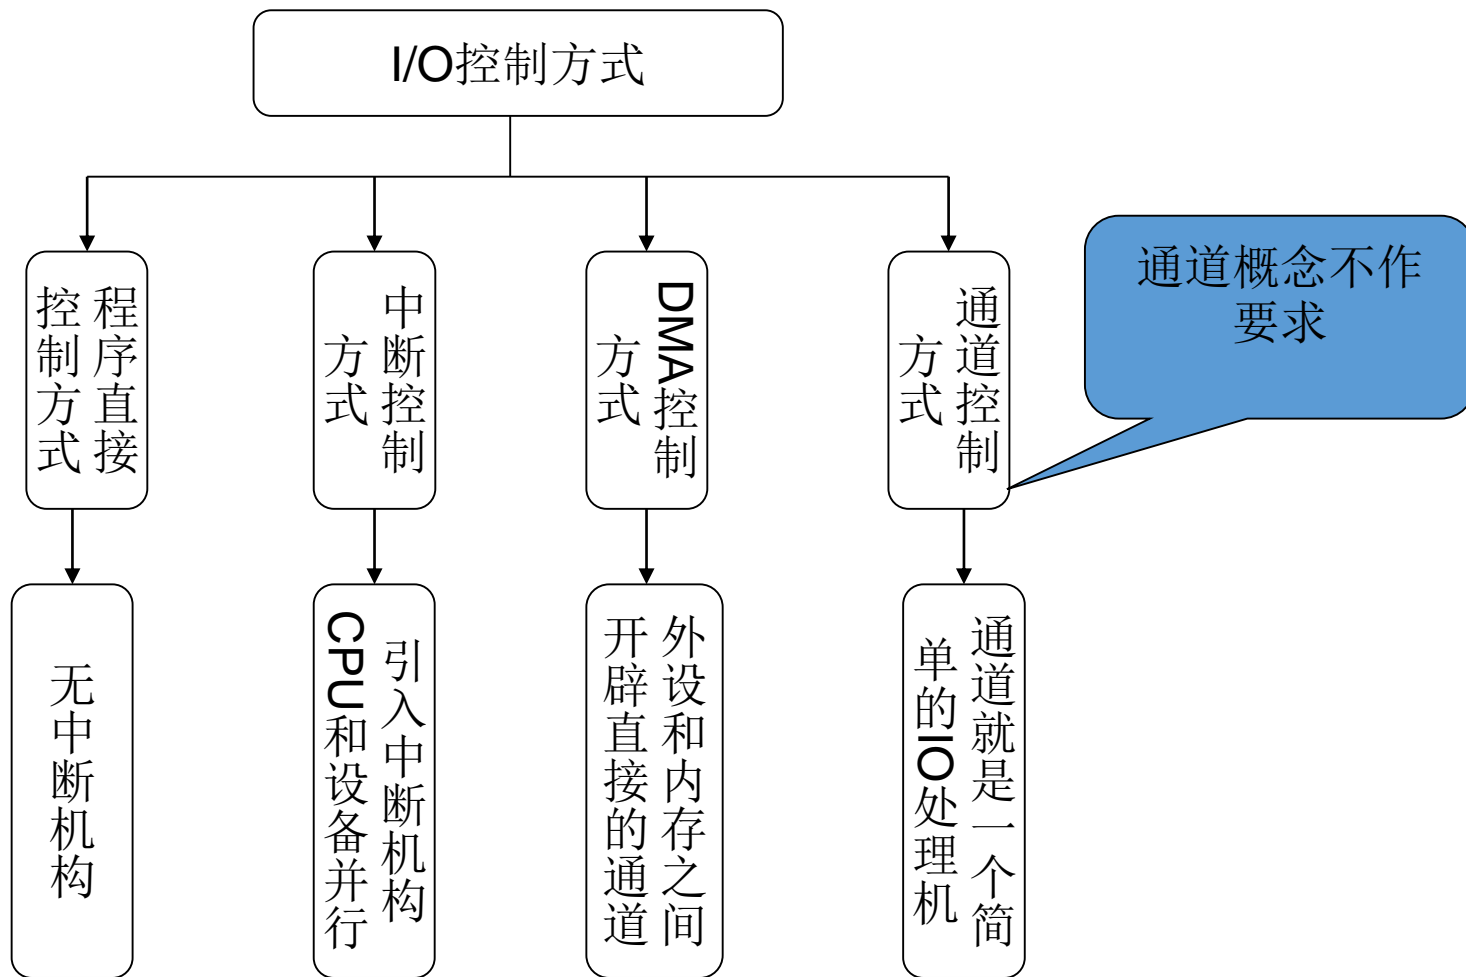 I/O控制方式
程序直接
控制方式
中断控制
方式
DMA控制
方式
通道控制
方式
通道概念不作
要求
无中断机构
引入中断机构
CPU和设备并行
外设和内存之间
开辟直接的通道
通道就是一个简
单的IO处理机